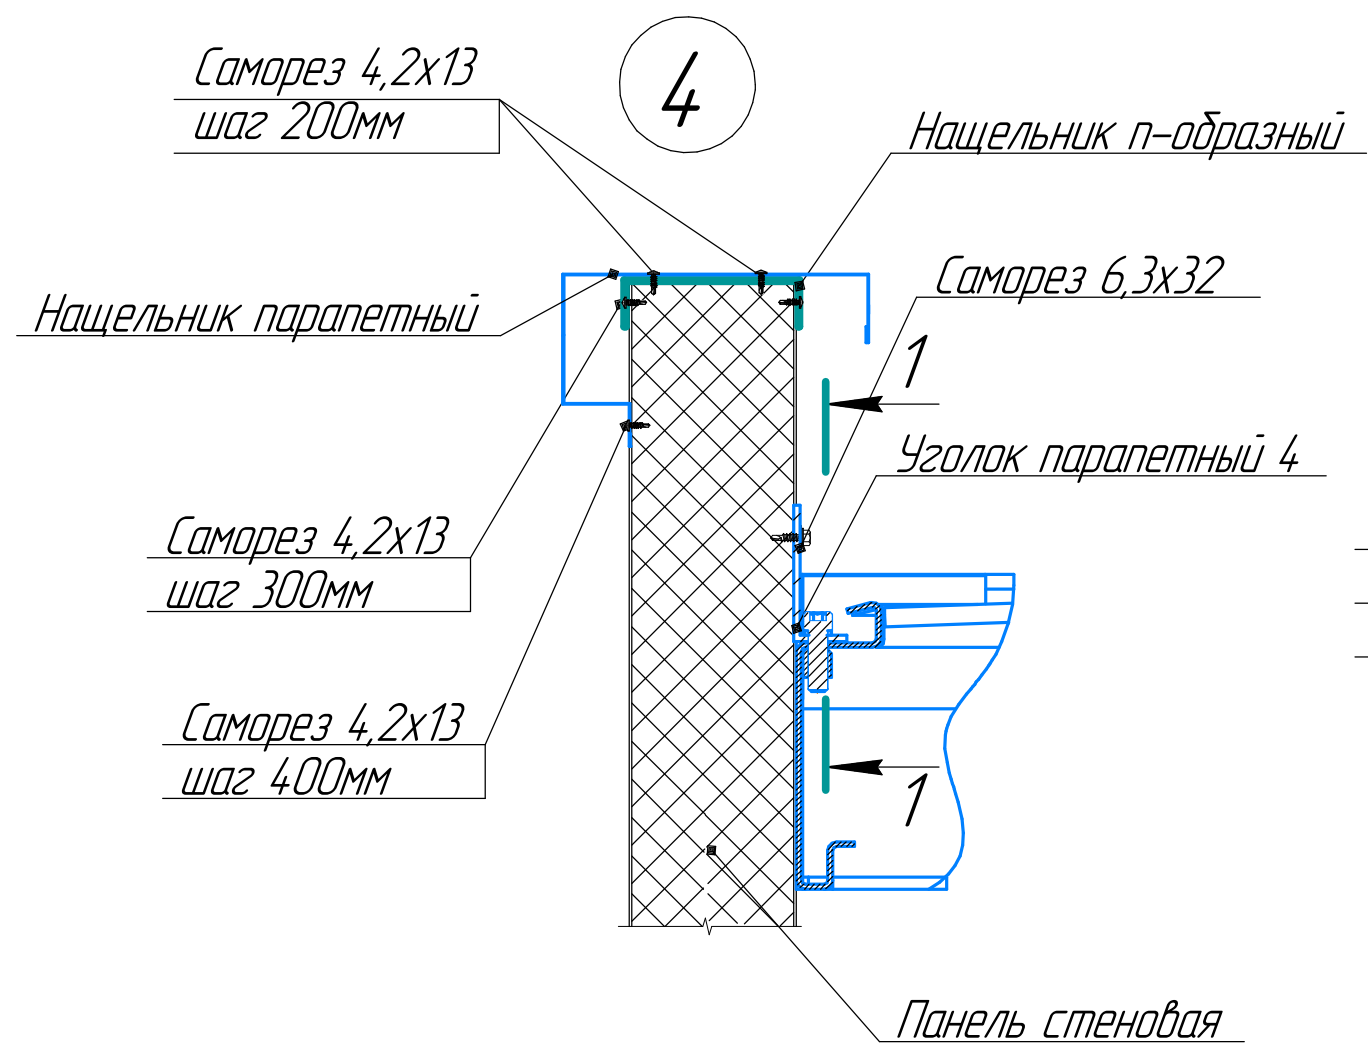 Саморез 4,2х13
шаг 200мм
4
Нащельник п-образный
Саморез 6,3х32
Нащельник парапетный
1
Уголок парапетный 4
Саморез 4,2х13
шаг 300мм
Саморез 4,2х13
шаг 400мм
1
Панель стеновая